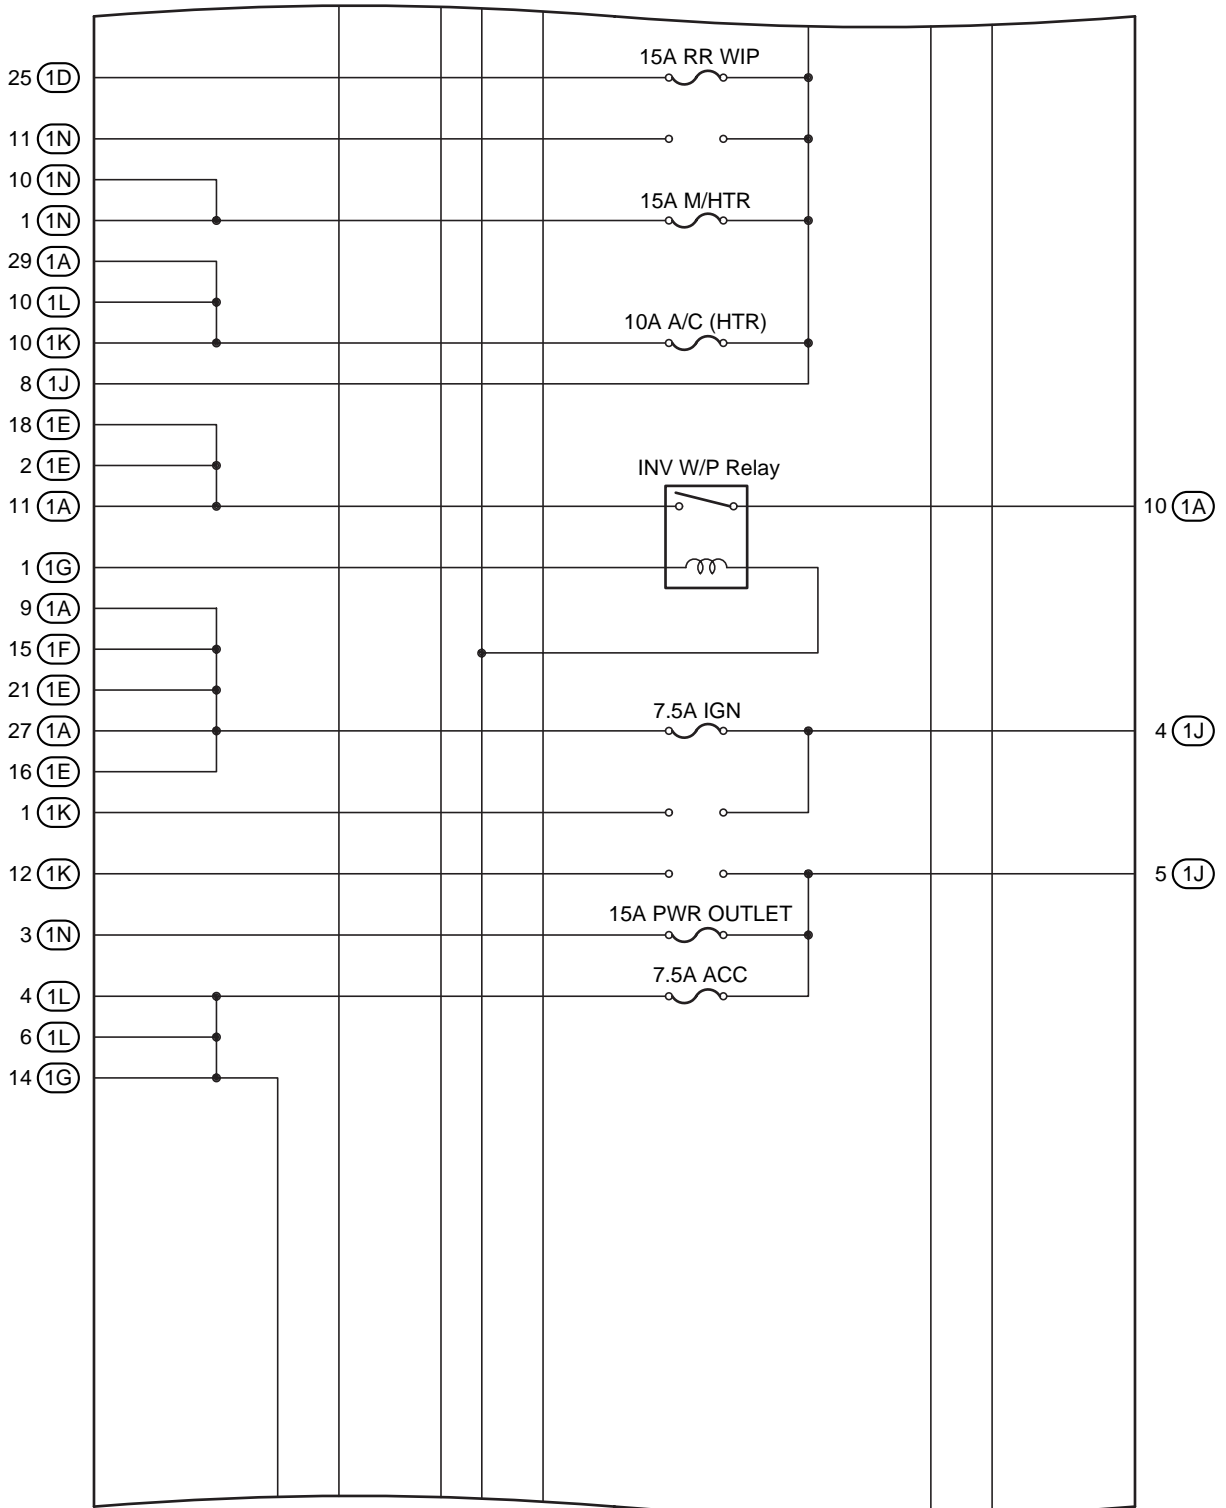 15A RR WIP
25 1D
11 1N
10 1N
15A M/HTR
1 1N
29 1A
10 1L
10A A/C (HTR)
10 1K
8 1J
18 1E
2 1E
INV W/P Relay
11 1A
10 1A
1 1G
9 1A
15 1F
21 1E
7.5A IGN
27 1A
4 1J
16 1E
1 1K
12 1K
5 1J
15A PWR OUTLET
3 1N
7.5A ACC
4 1L
6 1L
14 1G